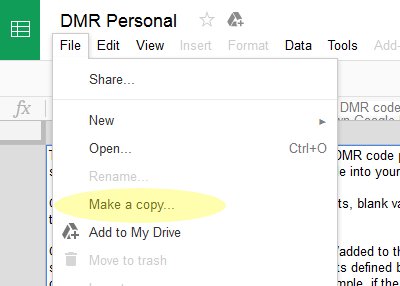 DMR Personal
File Edit View Insert Format Data Tools Add-
Share...
fx DMR code
New
Open... Ctrl+O
DMR code p
Rename... into your
Make a copy... ts, blank va
Add to My Drive
added to th
Move to trash ts defined b
mple, if the